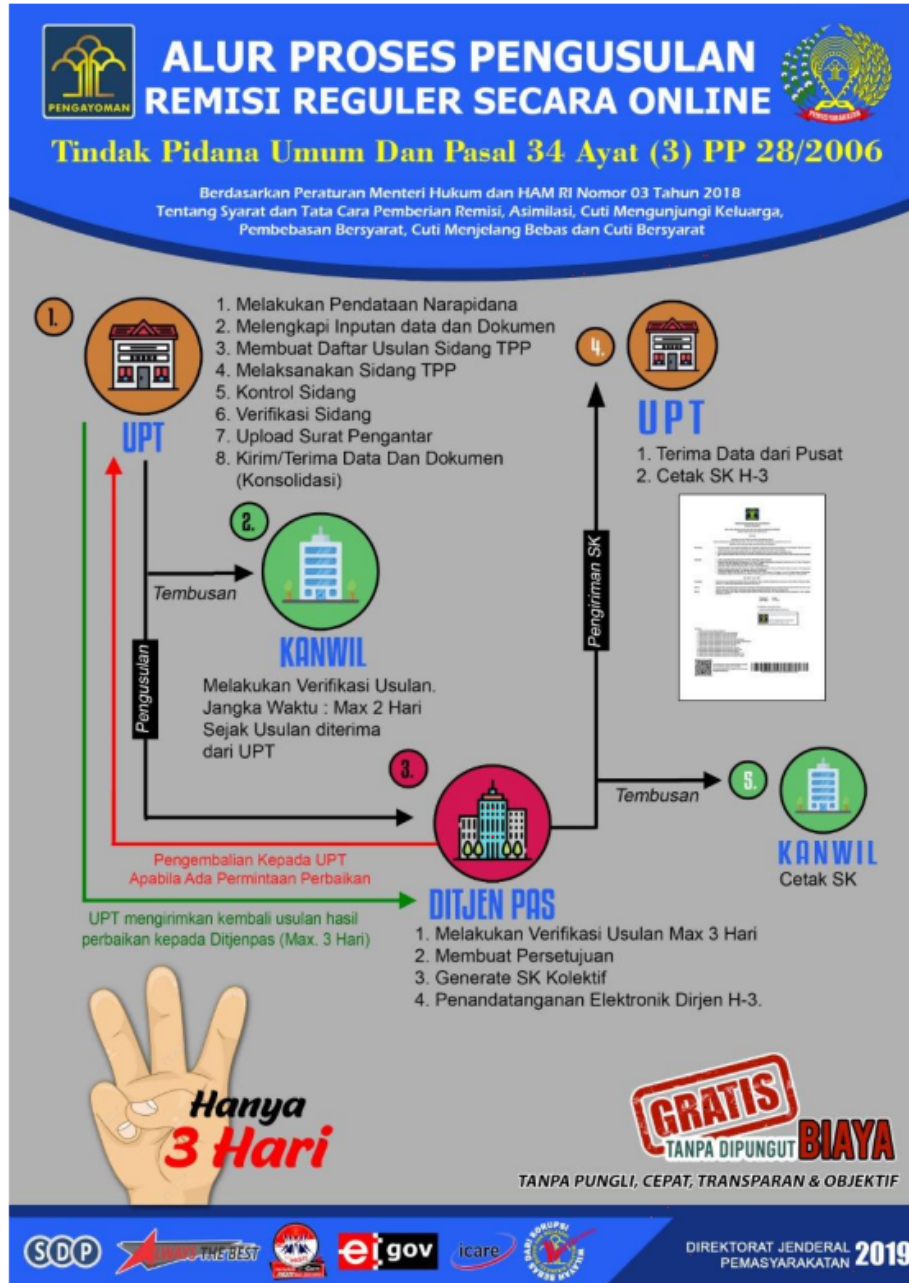 PENGAYOMAN
ALUR PROSES PENGUSULAN
REMISI REGULER SECARA ONLINE
PEMASYARAKATAN
Tindak Pidana Umum Dan Pasal 34 Ayat (3) PP 28/2006
Berdasarkan Peraturan Menteri Hukum dan HAM RI Nomor 03 Tahun 2018
Tentang Syarat dan Tata Cara Pemberian Remisi, Asimilasi, Cuti Mengunjungi Keluarga,
Pembebasan Bersyarat, Cuti Menjelang Bebas dan Cuti Bersyarat
1.
UPT
1. Melakukan Pendataan Narapidana
2. Melengkapi Inputan data dan Dokumen
3. Membuat Daftar Usulan Sidang TPP
4. Melaksanakan Sidang TPP
5. Kontrol Sidang
6. Verifikasi Sidang
7. Upload Surat Pengantar
8. Kirim/Terima Data Dan Dokumen
(Konsolidasi)
4.
UPT
1. Terima Data dari Pusat
2. Cetak SK H-3
2.
Tembusan
KANWIL
Melakukan Verifikasi Usulan.
Jangka Waktu : Max 2 Hari
Sejak Usulan diterima
dari UPT
Pengusulan
Pengiriman SK
3.
Tembusan
5.
KANWIL
Cetak SK
Pengembalian Kepada UPT
Apabila Ada Permintaan Perbaikan
UPT mengirimkan kembali usulan hasil
perbaikan kepada Ditjenpas (Max. 3 Hari)
DITJEN PAS
1. Melakukan Verifikasi Usulan Max 3 Hari
2. Membuat Persetujuan
3. Generate SK Kolektif
4. Penandatanganan Elektronik Dirjen H-3.
Hanya
3 Hari
GRATIS
TANPA DIPUNGUT BIAYA
TANPA PUNGLI, CEPAT, TRANSPARAN & OBJEKTIF
SDP
ALWAYS THE BEST
ei gov
icare
WILAYAH BEBAS DARI KORUPSI
DIREKTORAT JENDERAL
PEMASYARAKATAN 2019